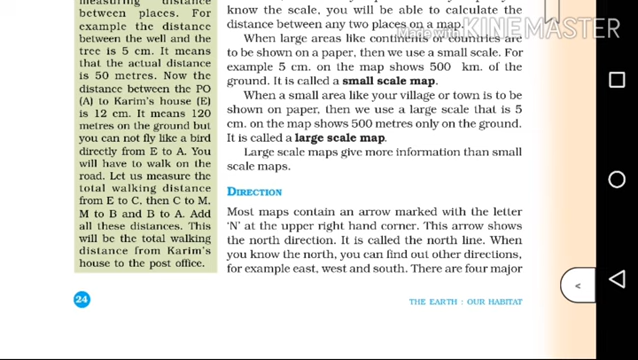 measuring distance
between places. For
example the distance
between the well and the
tree is 5 cm. It means
that the actual distance
is 50 metres. Now the
distance between the PO
(A) to Karim's house (E)
is 12 cm. It means 120
metres on the ground but
you can not fly like a bird
directly from E to A. You
will have to walk on the
road. Let us measure the
total walking distance
from E to C, then C to M,
M to B and B to A. Add
all these distances. This
will be the total walking
distance from Karim's
house to the post office.
know the scale, you will be able to calculate the
distance between any two places on a map.
When large areas like continents or countries are
to be shown on a paper, then we use a small scale. For
example 5 cm. on the map shows 500 km. of the
ground. It is called a small scale map.
When a small area like your village or town is to be
shown on paper, then we use a large scale that is 5
cm. on the map shows 500 metres only on the ground.
It is called a large scale map.
Large scale maps give more information than small
scale maps.
DIRECTION
Most maps contain an arrow marked with the letter
'N' at the upper right hand corner. This arrow shows
the north direction. It is called the north line. When
you know the north, you can find out other directions,
for example east, west and south. There are four major
24
THE EARTH : OUR HABITAT
Made with KINEMASTER